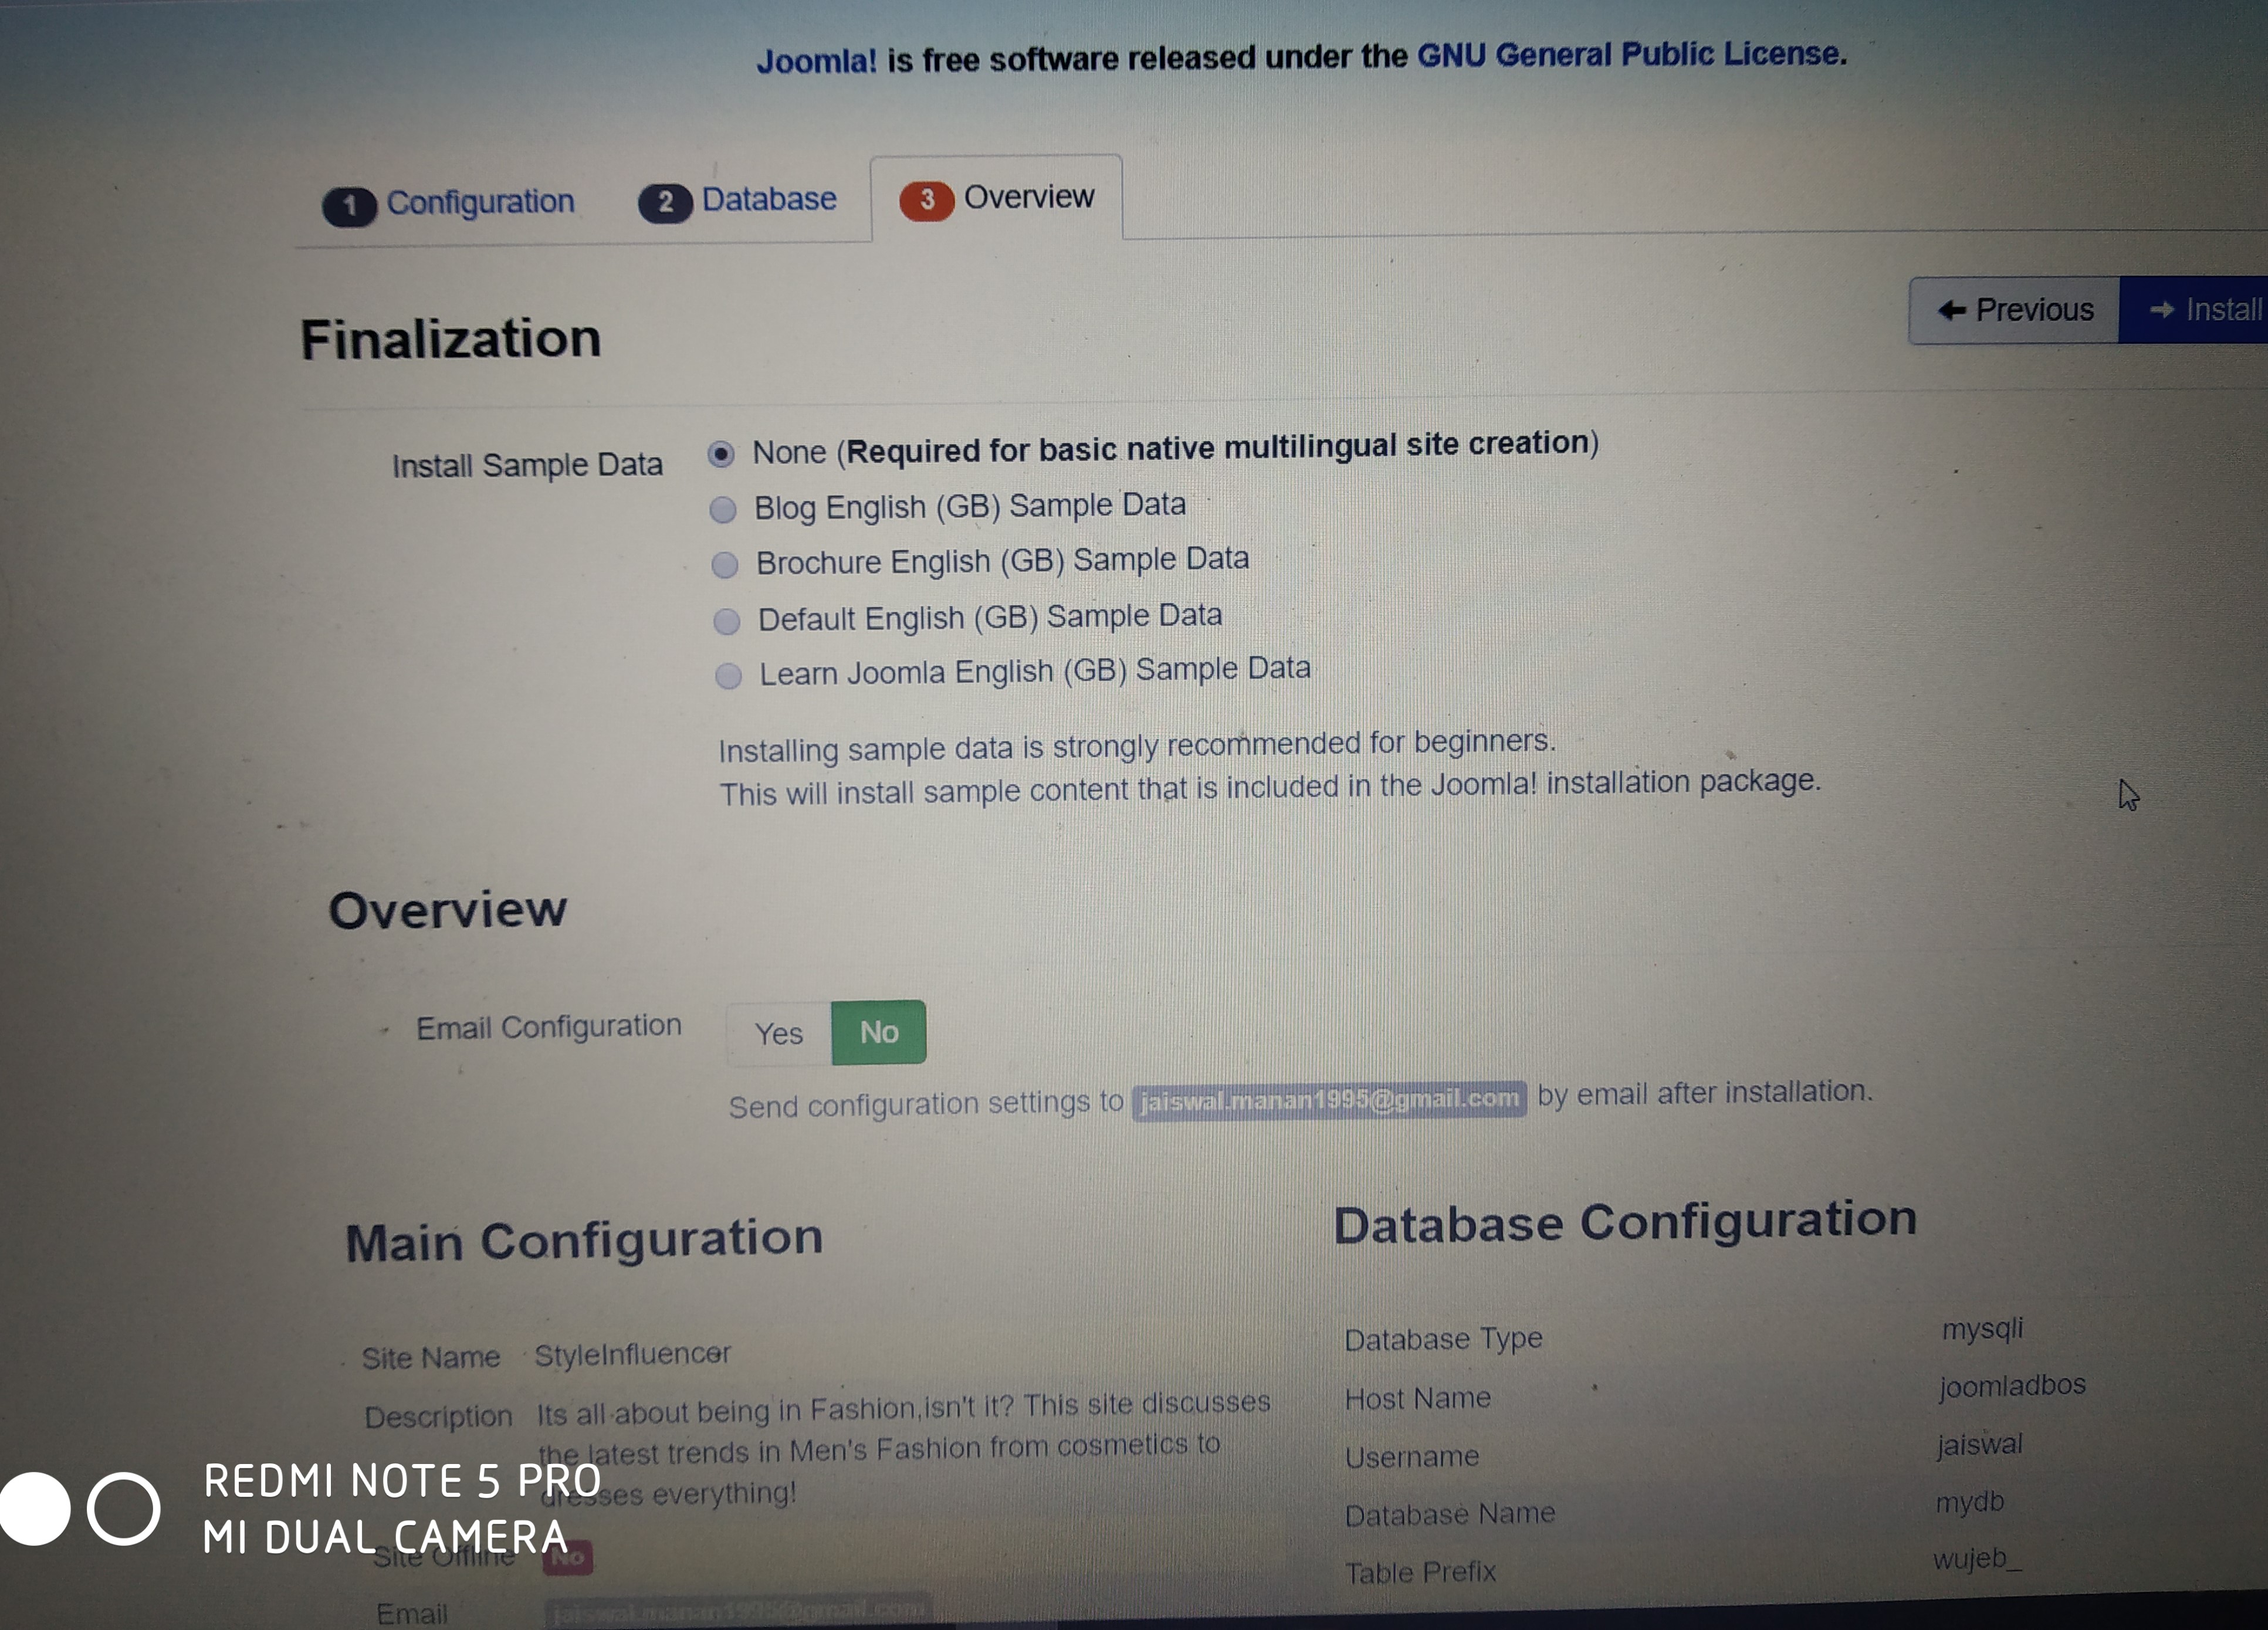 Joomla! is free software released under the GNU General Public License.
1 Configuration 2 Database 3 Overview
Finalization
Previous Install
Install Sample Data
None (Required for basic native multilingual site creation)
Blog English (GB) Sample Data
Brochure English (GB) Sample Data
Default English (GB) Sample Data
Learn Joomla English (GB) Sample Data
Installing sample data is strongly recommended for beginners.
This will install sample content that is included in the Joomla! installation package.
Overview
Email Configuration Yes No
Send configuration settings to jaiswal.manan1995@gmail.com by email after installation.
Main Configuration
Site Name StyleInfluencer
Description Its all about being in Fashion,isn't it? This site discusses
the latest trends in Men's Fashion from cosmetics to
dresses everything!
Site Offline No
Email jaiswal.manan1995@gmail.com
Database Configuration
Database Type mysqli
Host Name joomladbos
Username jaiswal
Database Name mydb
Table Prefix wujeb_
REDMI NOTE 5 PRO
MI DUAL CAMERA